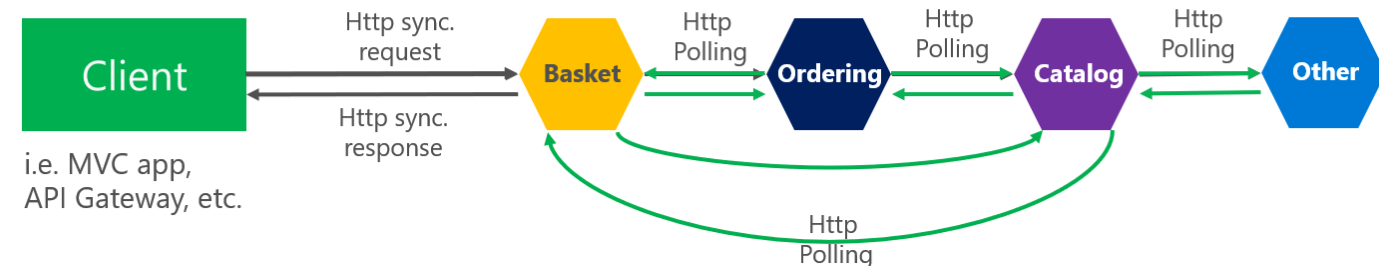 Client
i.e. MVC app,
API Gateway, etc.
Http sync.
request
Http sync.
response
Basket
Http
Polling
Ordering
Http
Polling
Catalog
Http
Polling
Other
Http
Polling